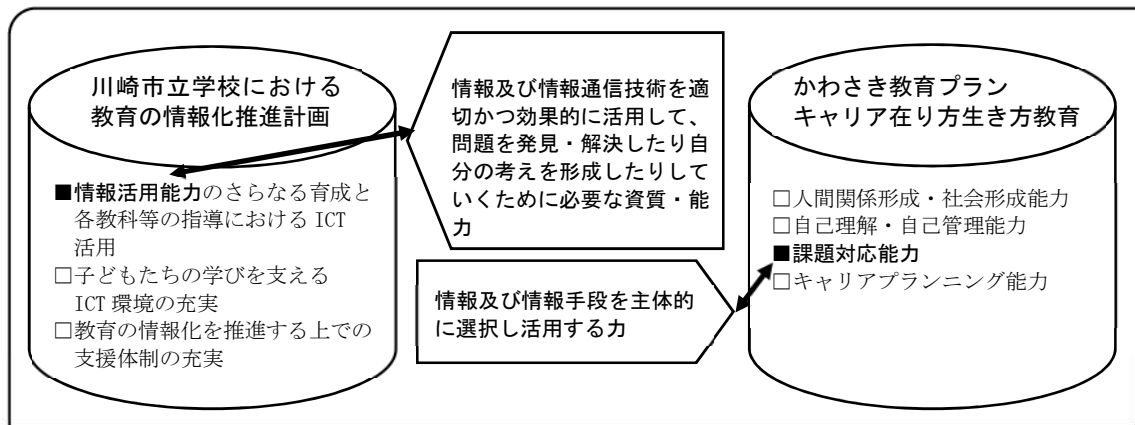 川崎市立学校における
教育の情報化推進計画
■情報活用能力のさらなる育成と
各教科等の指導における ICT
活用
□子どもたちの学びを支える
ICT 環境の充実
□教育の情報化を推進する上での
支援体制の充実
情報及び情報通信技術を適
切かつ効果的に活用して、
問題を発見・解決したり自
分の考えを形成したりして
いくために必要な資質・能
力
情報及び情報手段を主体的
に選択し活用する力
かわさき教育プラン
キャリア在り方生き方教育
□人間関係形成・社会形成能力
□自己理解・自己管理能力
■課題対応能力
□キャリアプランニング能力